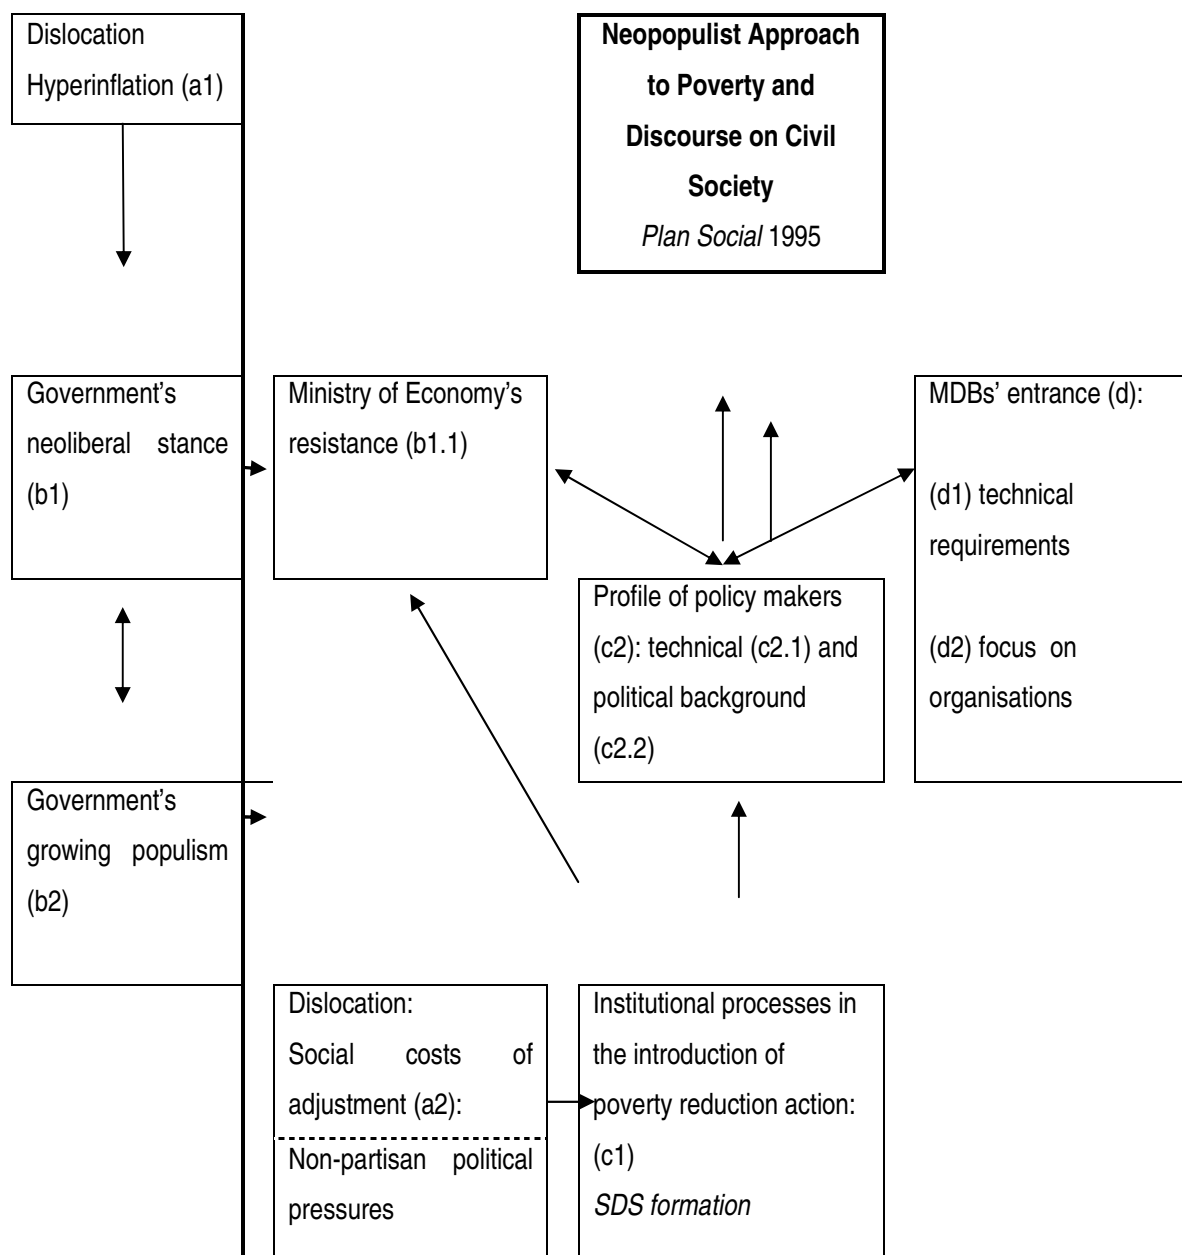 Dislocation
Hyperinflation (a1)
Neopopulist Approach
to Poverty and
Discourse on Civil
Society
Plan Social 1995
Government’s
neoliberal stance
(b1)
Ministry of Economy’s
resistance (b1.1)
MDBs’ entrance (d):
(d1) technical
requirements
(d2) focus on
organisations
Profile of policy makers
(c2): technical (c2.1) and
political background
(c2.2)
Government’s
growing populism
(b2)
Dislocation:
Social costs of
adjustment (a2):
Non-partisan political
pressures
Institutional processes in
the introduction of
poverty reduction action:
(c1)
SDS formation